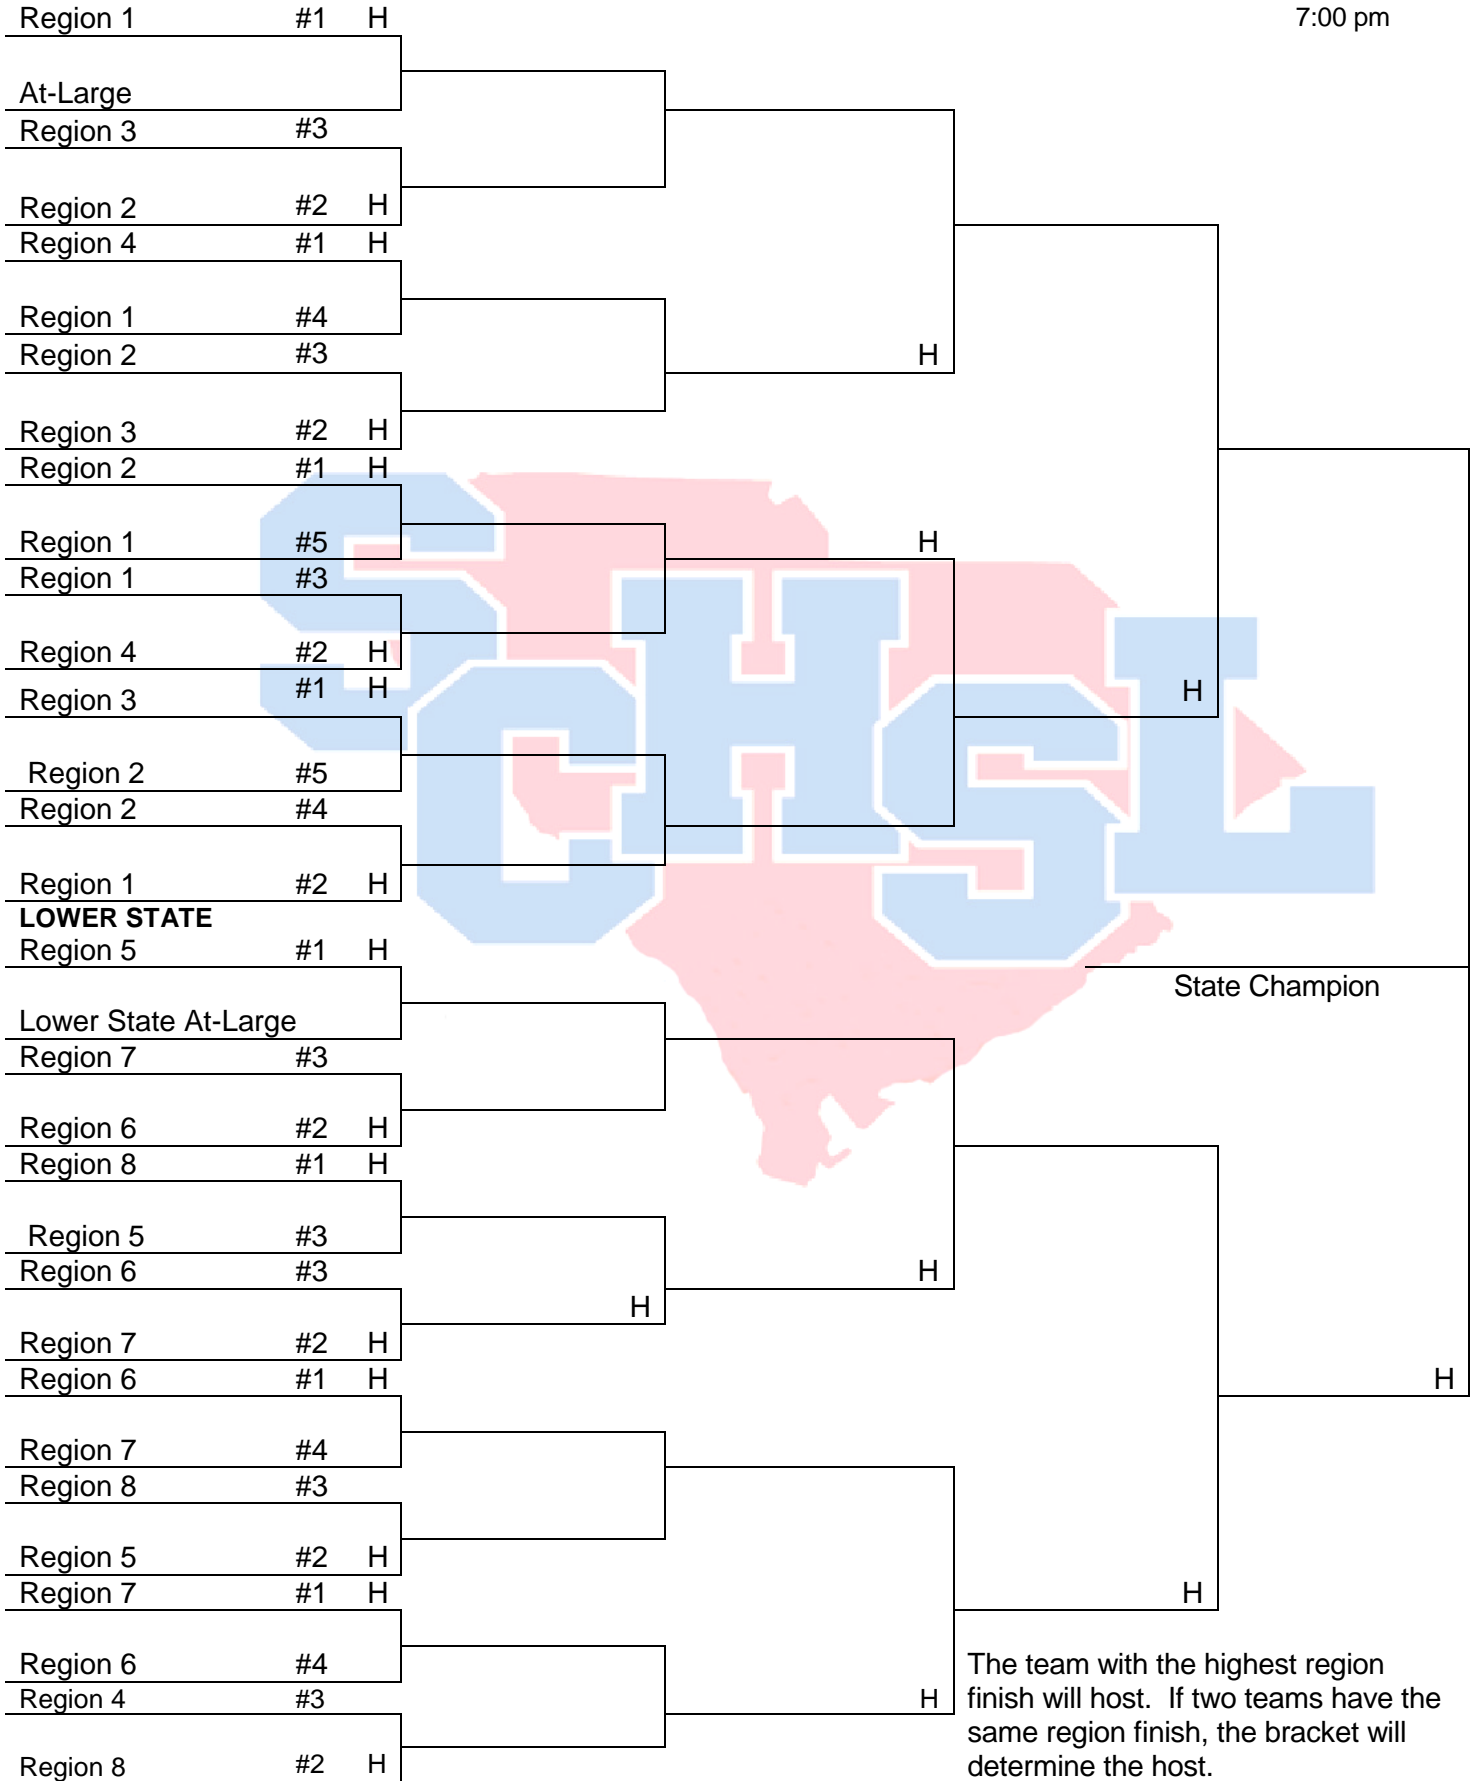 Region 1 #1 H
7:00 pm
At-Large
Region 3 #3
Region 2 #2 H
Region 4 #1 H
Region 1 #4
Region 2 #3
H
Region 3 #2 H
Region 2 #1 H
Region 1 #5
H
Region 1 #3
Region 4 #2 H
Region 3 #1 H
H
Region 2 #5
Region 2 #4
Region 1 #2 H
SCHSL
LOWER STATE
Region 5 #1 H
State Champion
Lower State At-Large
Region 7 #3
Region 6 #2 H
Region 8 #1 H
Region 5 #3
Region 6 #3
H
H
Region 7 #2 H
Region 6 #1 H
H
Region 7 #4
Region 8 #3
Region 5 #2 H
Region 7 #1 H
H
Region 6 #4
Region 4 #3
H
Region 8 #2 H
The team with the highest region
finish will host. If two teams have the
same region finish, the bracket will
determine the host.